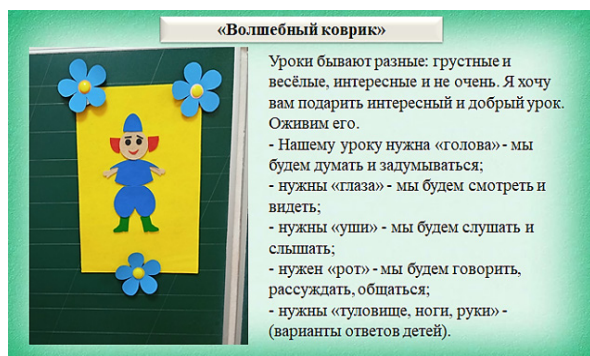 «Волшебный коврик»
Уроки бывают разные: грустные и
весёлые, интересные и не очень. Я хочу
вам подарить интересный и добрый урок.
Оживим его.
- Нашему уроку нужна «голова» - мы
будем думать и задумываться;
- нужны «глаза» - мы будем смотреть и
видеть;
- нужны «уши» - мы будем слушать и
слышать;
- нужен «рот» - мы будем говорить,
рассуждать, общаться;
- нужны «туловище, ноги, руки» -
(варианты ответов детей).